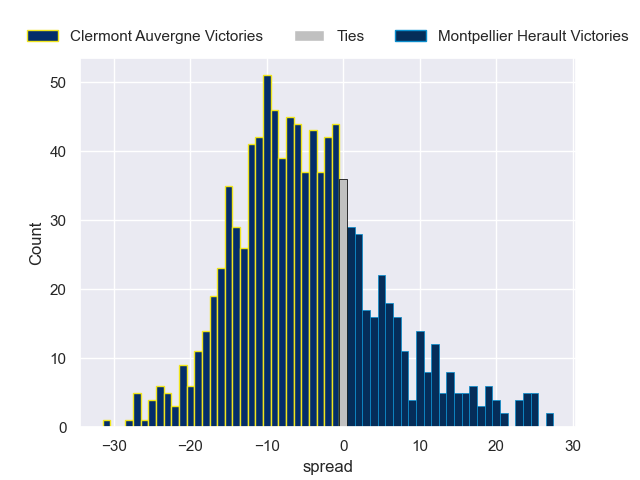 Clermont Auvergne Victories Ties Montpellier Herault Victories
50
40
30
20
10
0
Count
−30 −20 −10 0 10 20 30
spread